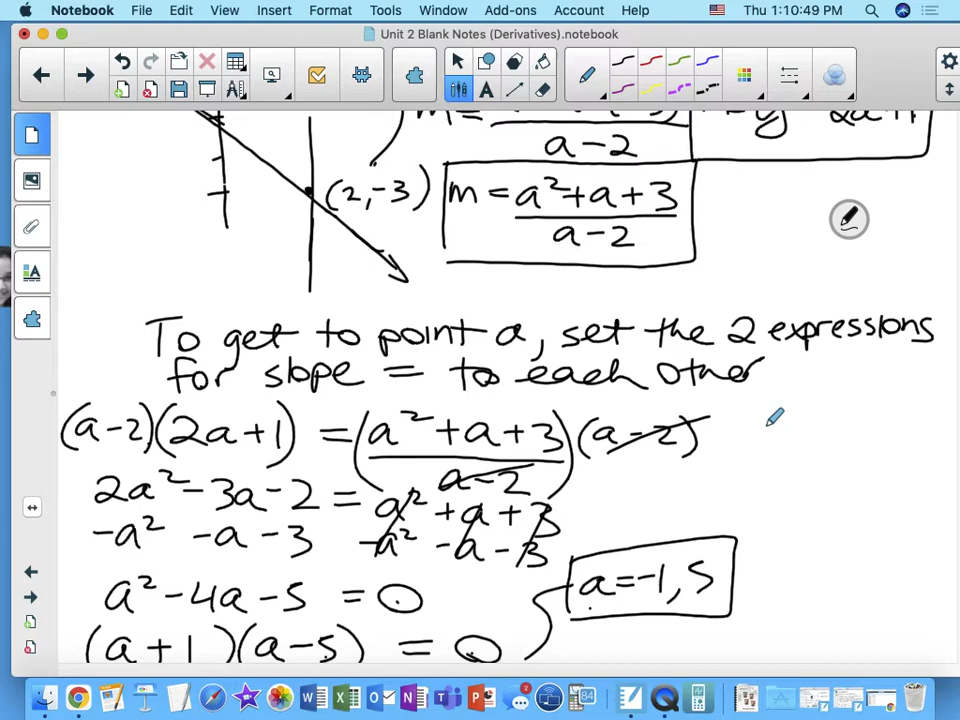 Notebook File Edit View Insert Format Tools Window Add-ons Account Help Thu 1:10:49 PM
Unit 2 Blank Notes (Derivatives).notebook
a-2
(2,-3)
m = a²+a+3
a-2
To get to point a, set the 2 expressions
for slope = to each other
(a-2)(2a+1) = (a²+a+3)(a-2)
a-2
2a²-3a-2 = a²+a+3
-a² -a-3 -a² -a-3
a²-4a-5 = 0
a=-1,5
(a+1)(a-5) = 0